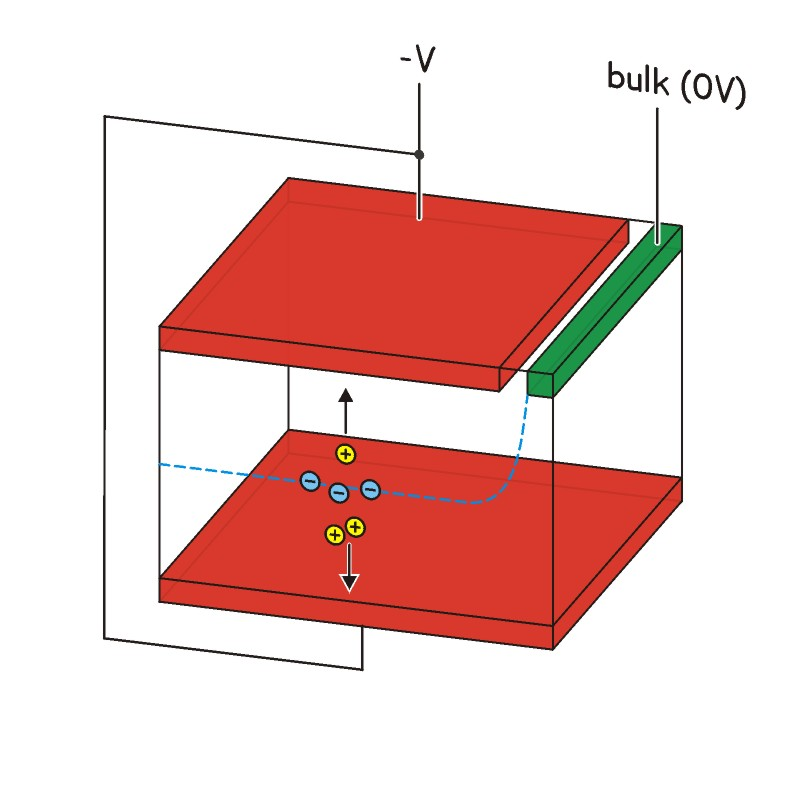 -V
bulk (0V)
+
− − −
+ +